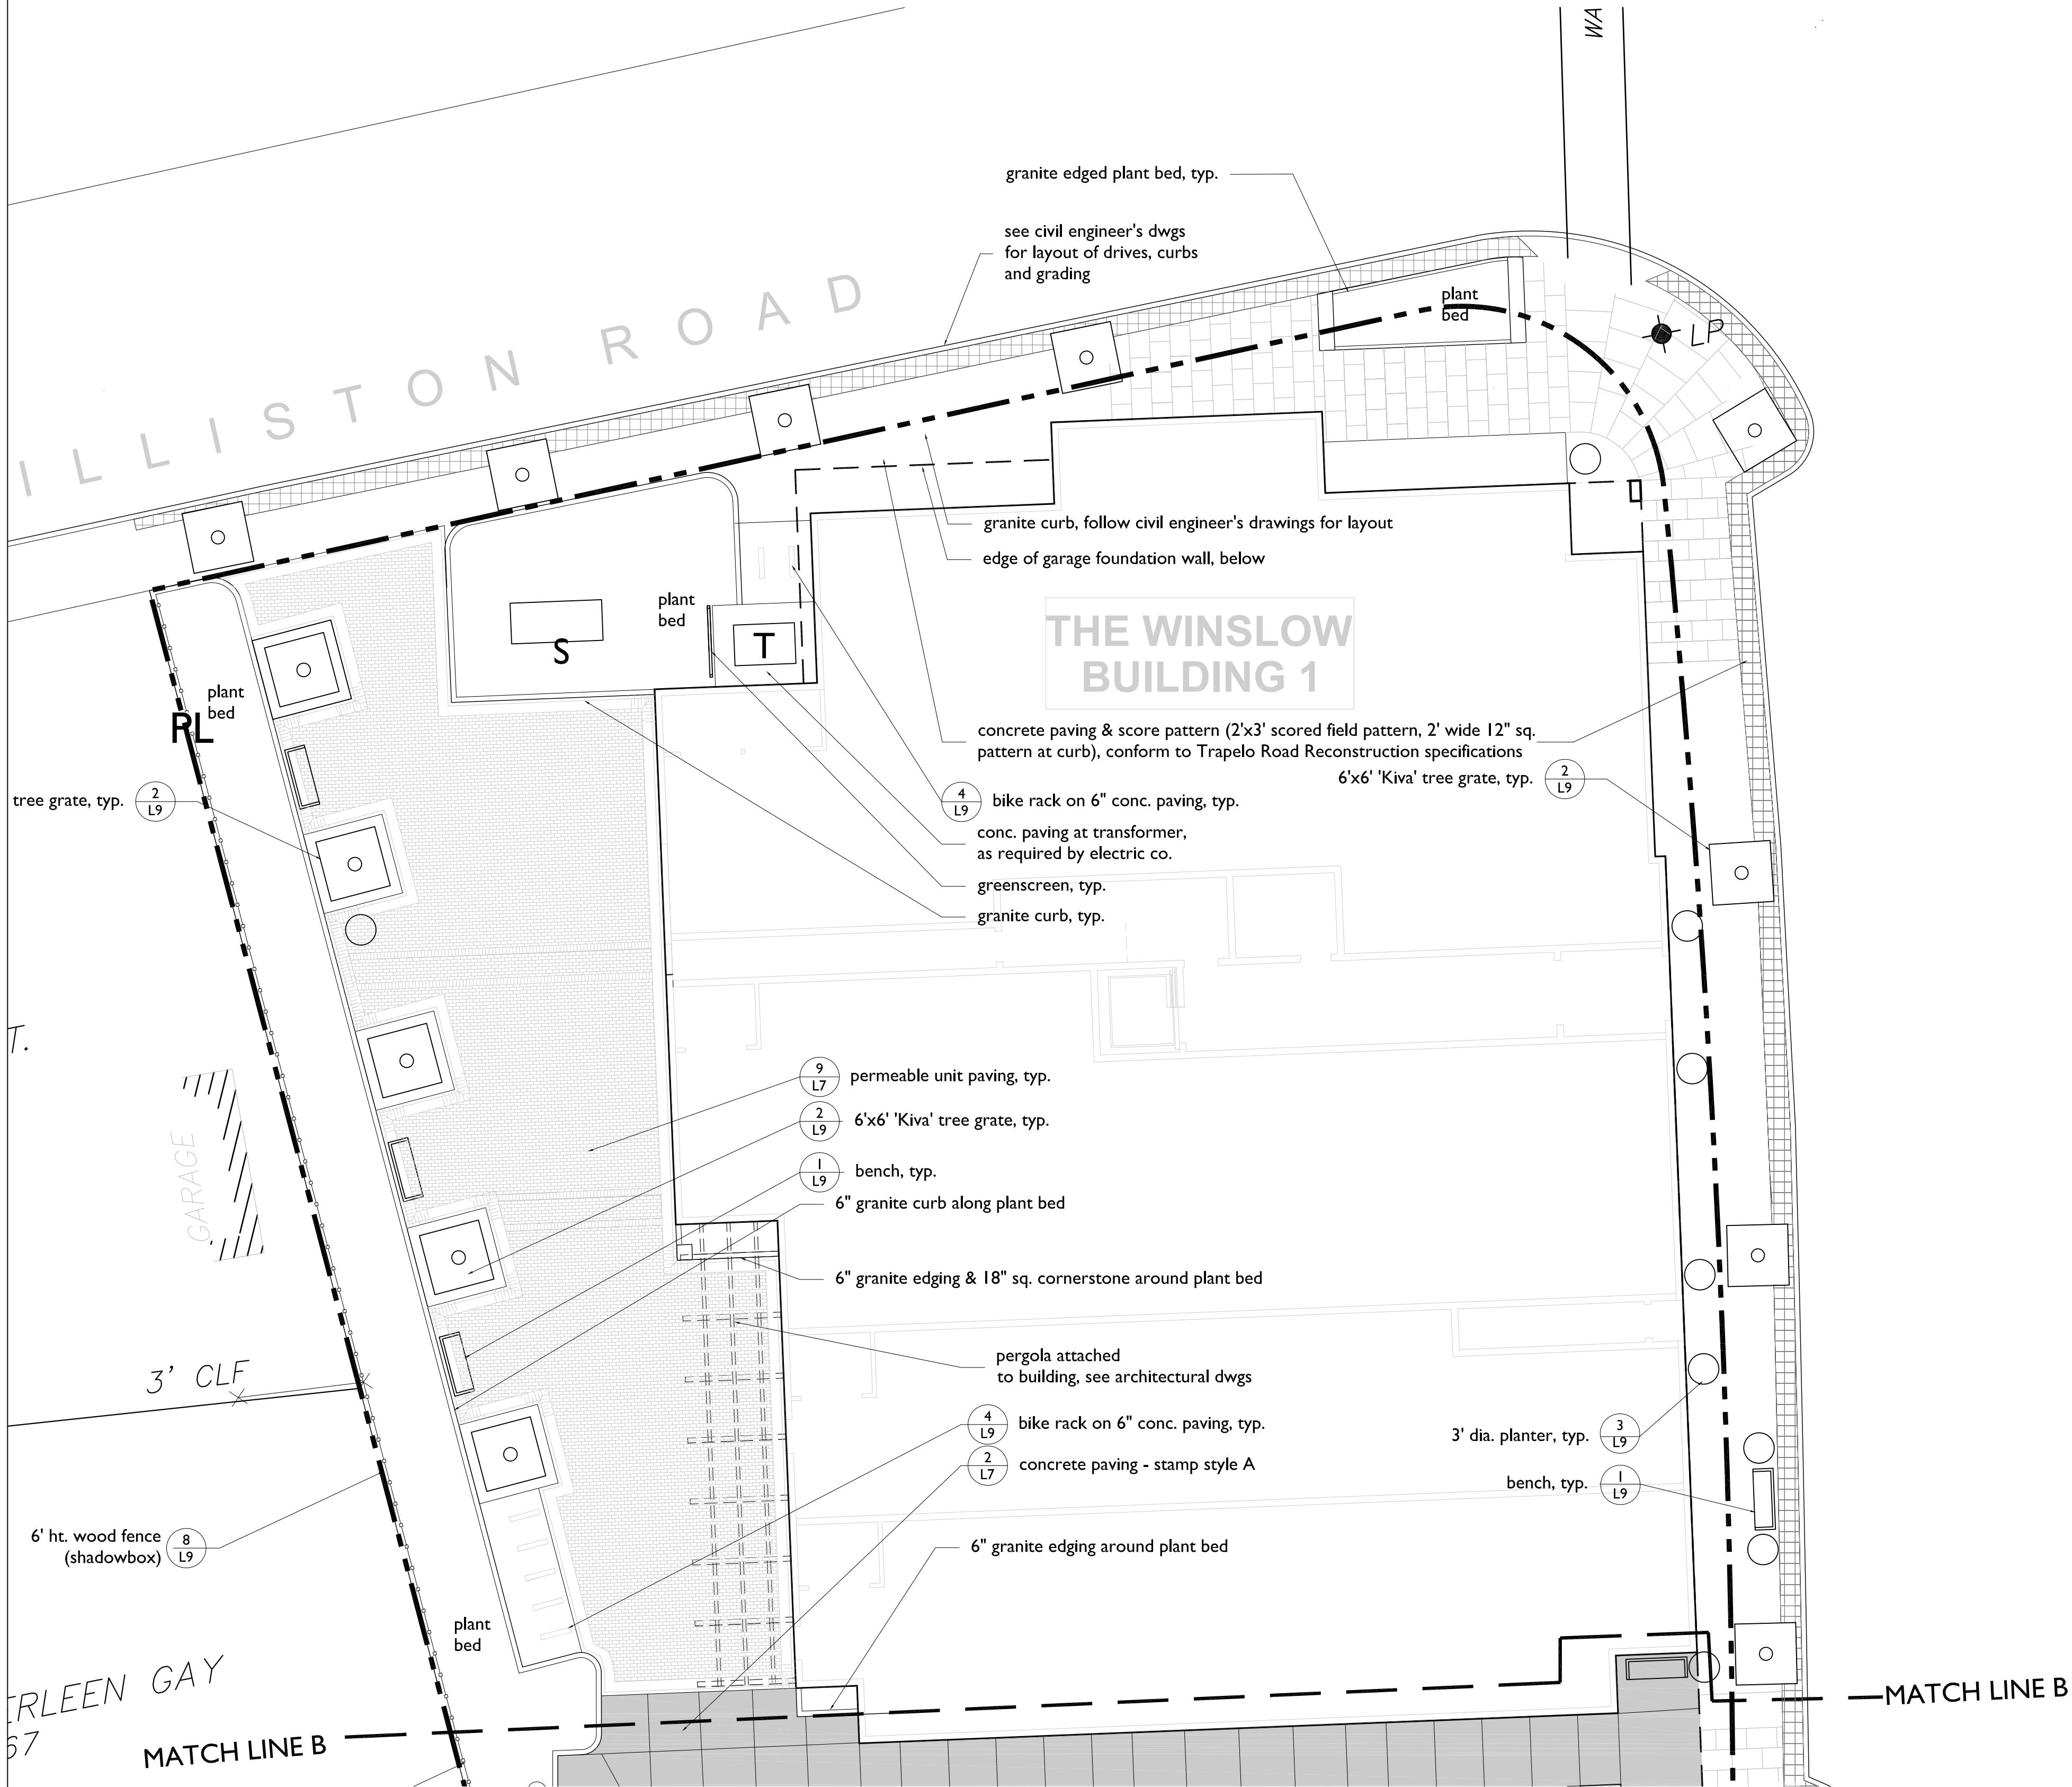 WA
granite edged plant bed, typ.
see civil engineer's dwgs
for layout of drives, curbs
and grading
ILLISTON ROAD
plant
bed
LP
granite curb, follow civil engineer's drawings for layout
edge of garage foundation wall, below
plant
bed
S
T
THE WINSLOW
BUILDING 1
plant
bed
PL
concrete paving & score pattern (2'x3' scored field pattern, 2' wide 12" sq.
pattern at curb), conform to Trapelo Road Reconstruction specifications
6'x6' 'Kiva' tree grate, typ.
2
L9
tree grate, typ.
2
L9
4
L9
bike rack on 6" conc. paving, typ.
conc. paving at transformer,
as required by electric co.
greenscreen, typ.
granite curb, typ.
T.
GARAGE
9
L7
permeable unit paving, typ.
2
L9
6'x6' 'Kiva' tree grate, typ.
1
L9
bench, typ.
6" granite curb along plant bed
6" granite edging & 18" sq. cornerstone around plant bed
3' CLF
pergola attached
to building, see architectural dwgs
4
L9
bike rack on 6" conc. paving, typ.
2
L7
concrete paving - stamp style A
3' dia. planter, typ.
3
L9
bench, typ.
1
L9
6' ht. wood fence
(shadowbox)
8
L9
6" granite edging around plant bed
plant
bed
ERLEEN GAY
67
MATCH LINE B
MATCH LINE B